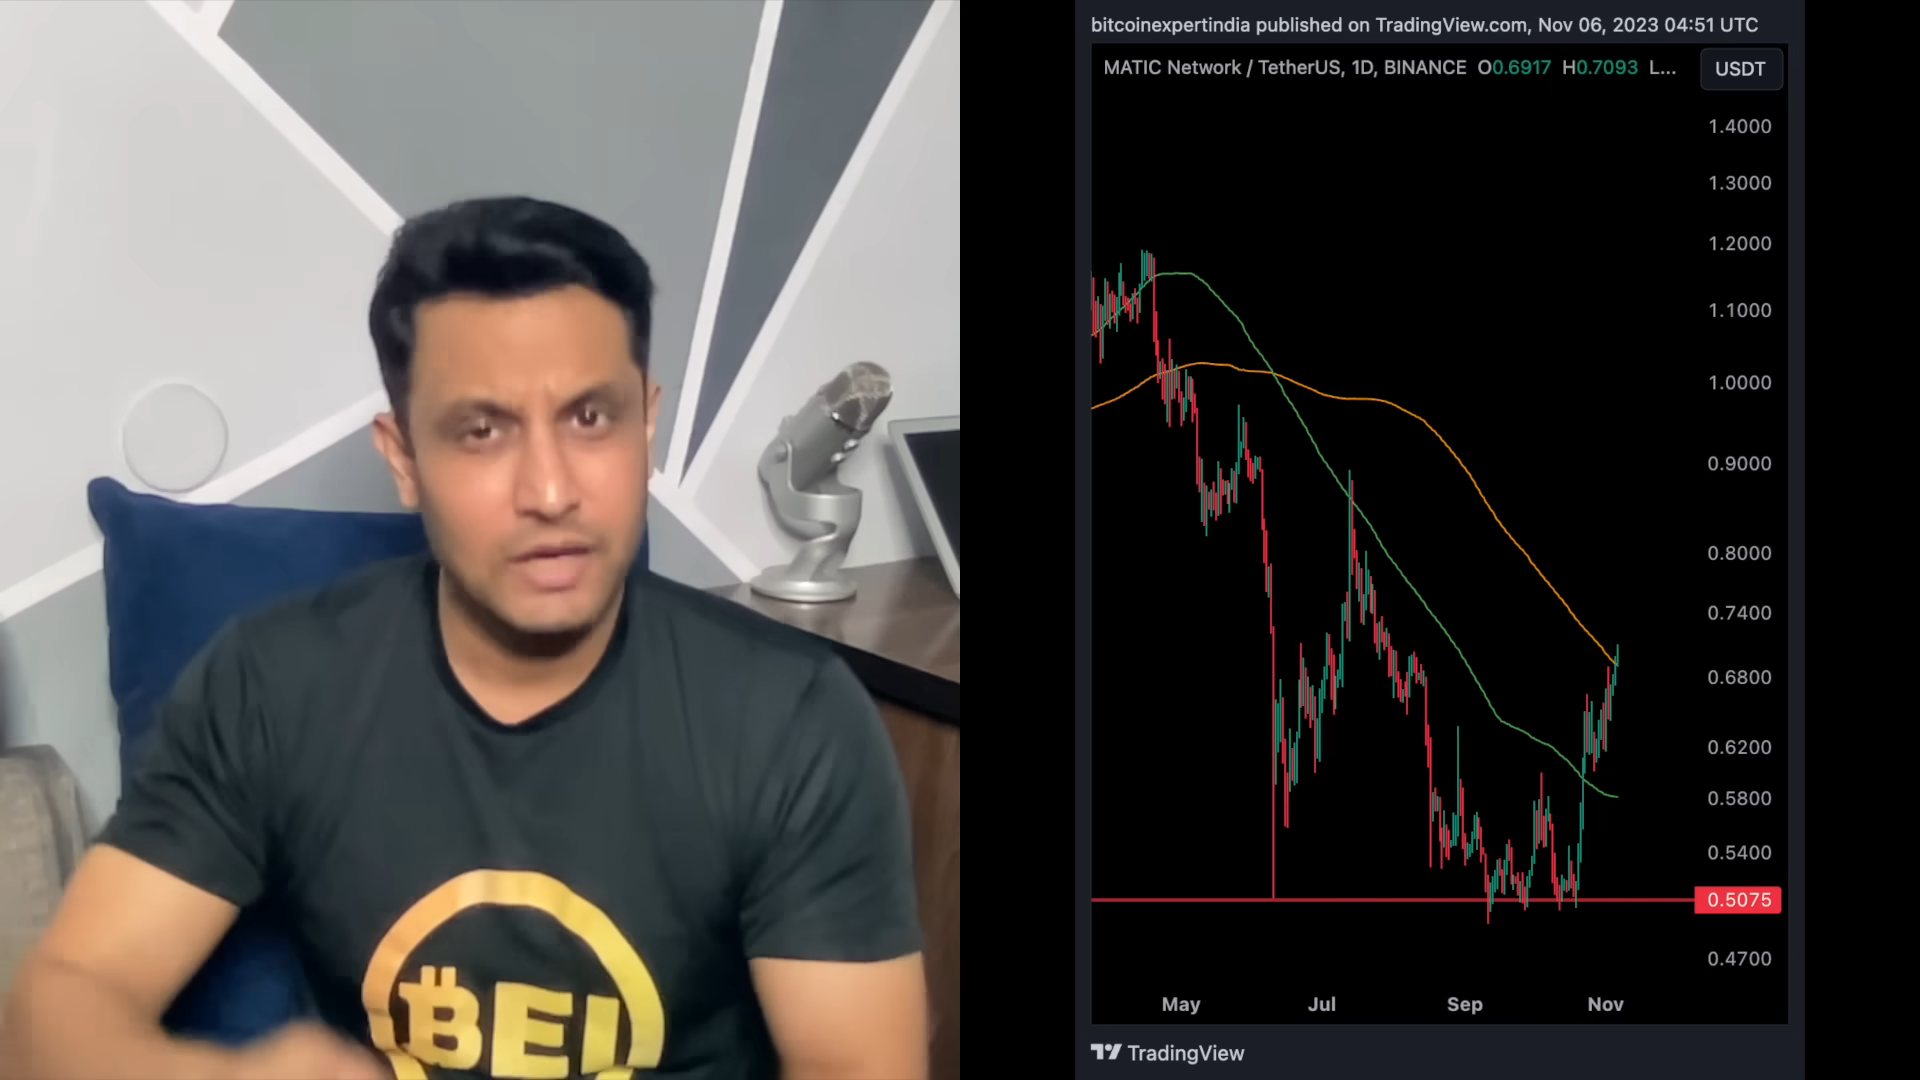 bitcoinexpertindia published on TradingView.com, Nov 06, 2023 04:51 UTC
MATIC Network / TetherUS, 1D, BINANCE O0.6917 H0.7093 L...
USDT
1.4000
1.3000
1.2000
1.1000
1.0000
0.9000
0.8000
0.7400
0.6800
0.6200
0.5800
0.5400
0.5075
0.4700
May Jul Sep Nov
TradingView
BEI